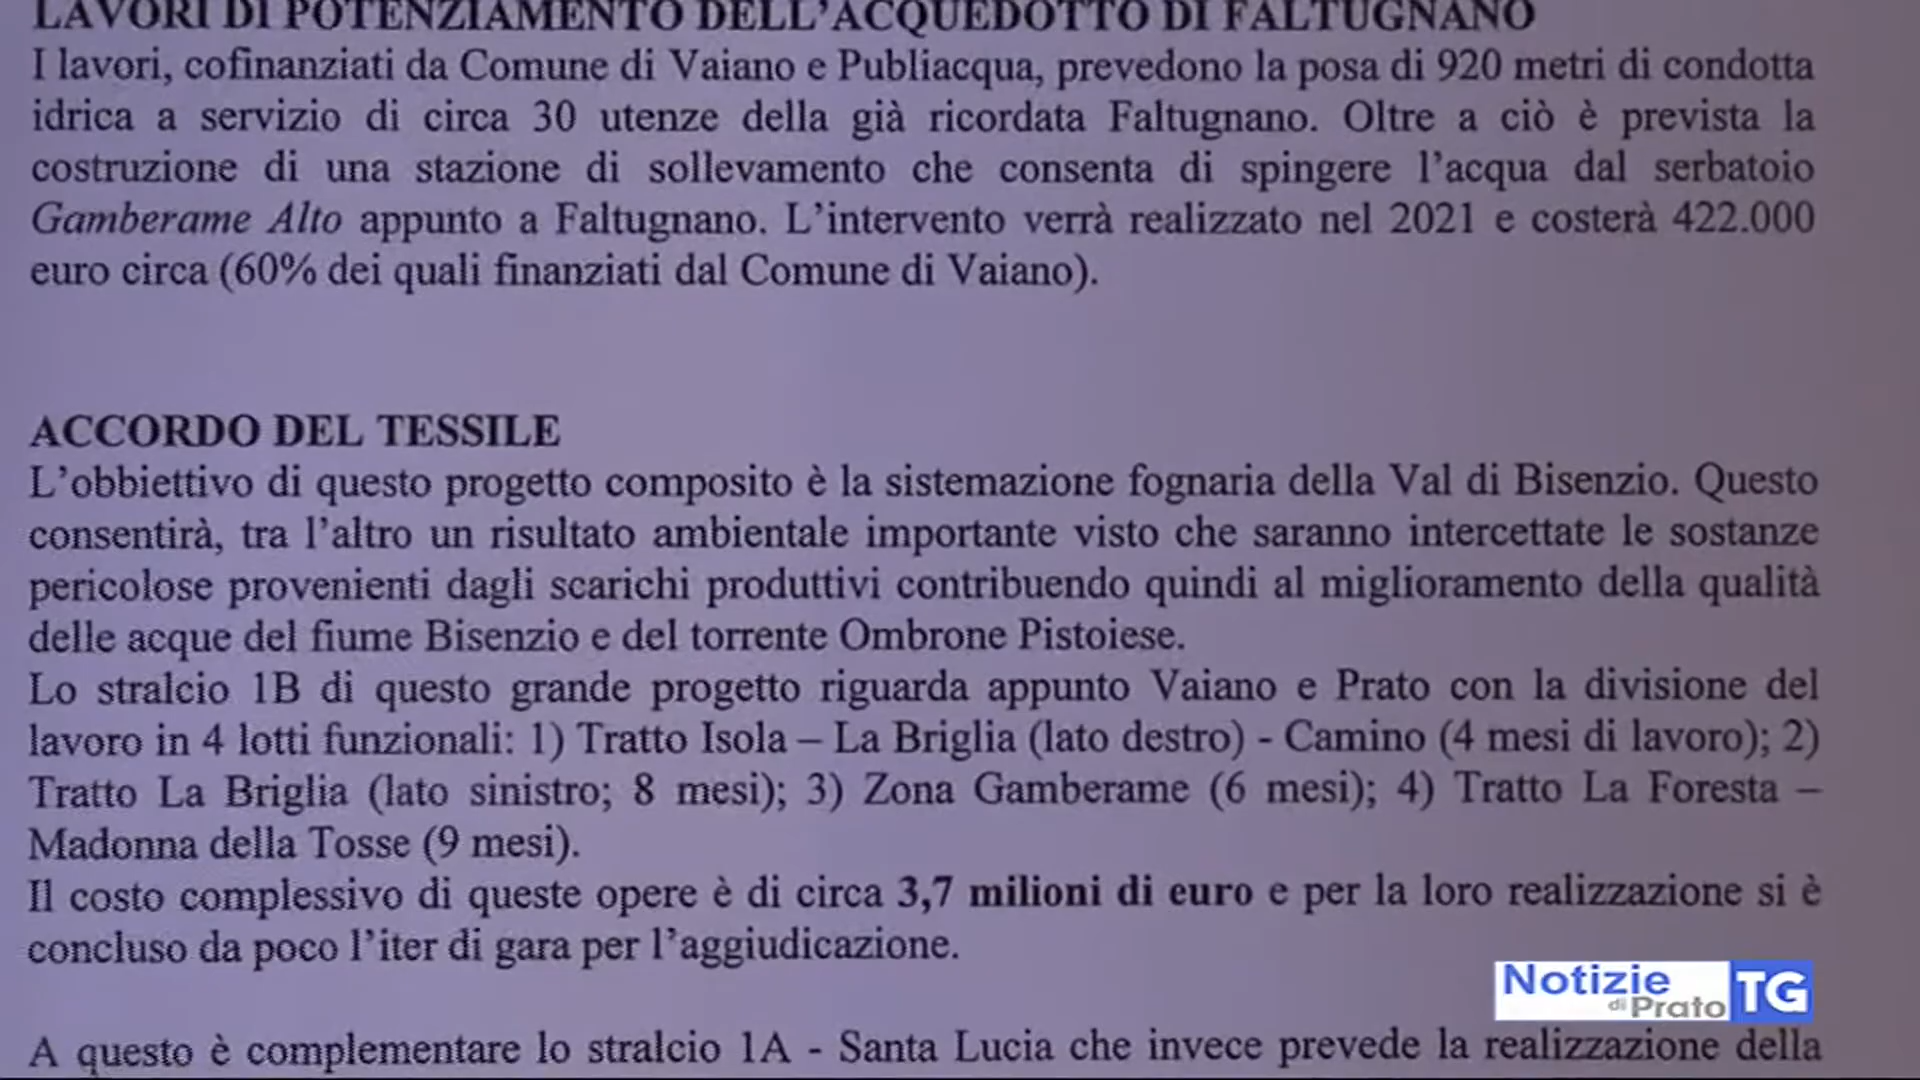 LAVORI DI POTENZIAMENTO DELL'ACQUEDOTTO DI FALTUGNANO
I lavori, cofinanziati da Comune di Vaiano e Publiacqua, prevedono la posa di 920 metri di condotta
idrica a servizio di circa 30 utenze della già ricordata Faltugnano. Oltre a ciò è prevista la
costruzione di una stazione di sollevamento che consenta di spingere l'acqua dal serbatoio
Gamberame Alto appunto a Faltugnano. L'intervento verrà realizzato nel 2021 e costerà 422.000
euro circa (60% dei quali finanziati dal Comune di Vaiano).
ACCORDO DEL TESSILE
L'obbiettivo di questo progetto composito è la sistemazione fognaria della Val di Bisenzio. Questo
consentirà, tra l'altro un risultato ambientale importante visto che saranno intercettate le sostanze
pericolose provenienti dagli scarichi produttivi contribuendo quindi al miglioramento della qualità
delle acque del fiume Bisenzio e del torrente Ombrone Pistoiese.
Lo stralcio 1B di questo grande progetto riguarda appunto Vaiano e Prato con la divisione del
lavoro in 4 lotti funzionali: 1) Tratto Isola – La Briglia (lato destro) - Camino (4 mesi di lavoro); 2)
Tratto La Briglia (lato sinistro; 8 mesi); 3) Zona Gamberame (6 mesi); 4) Tratto La Foresta –
Madonna della Tosse (9 mesi).
Il costo complessivo di queste opere è di circa 3,7 milioni di euro e per la loro realizzazione si è
concluso da poco l'iter di gara per l'aggiudicazione.
A questo è complementare lo stralcio 1A - Santa Lucia che invece prevede la realizzazione della
Notizie
di Prato
TG